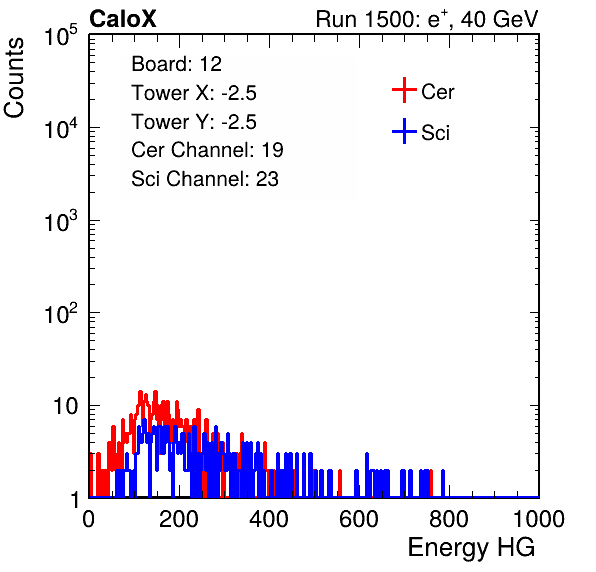 CaloX Run 1500: e⁺, 40 GeV
Counts
Board: 12
Tower X: -2.5
Tower Y: -2.5
Cer Channel: 19
Sci Channel: 23
Cer
Sci
10⁵
10⁴
10³
10²
10
1
0 200 400 600 800 1000
Energy HG